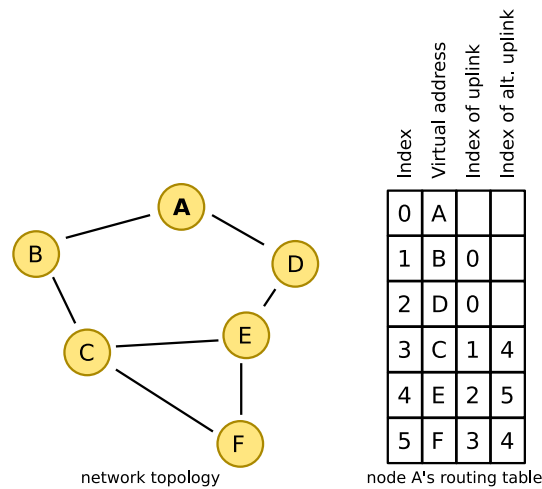 A
B
D
C
E
F
network topology
Index
Virtual address
Index of uplink
Index of alt. uplink
0 A
1 B 0
2 D 0
3 C 1 4
4 E 2 5
5 F 3 4
node A's routing table